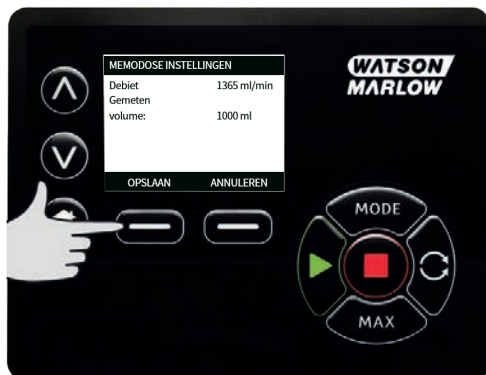 MEMODOSE INSTELLINGEN
Debiet 1365 ml/min
Gemeten
volume: 1000 ml
OPSLAAN ANNULEREN
WATSON
MARLOW
MODE
MAX